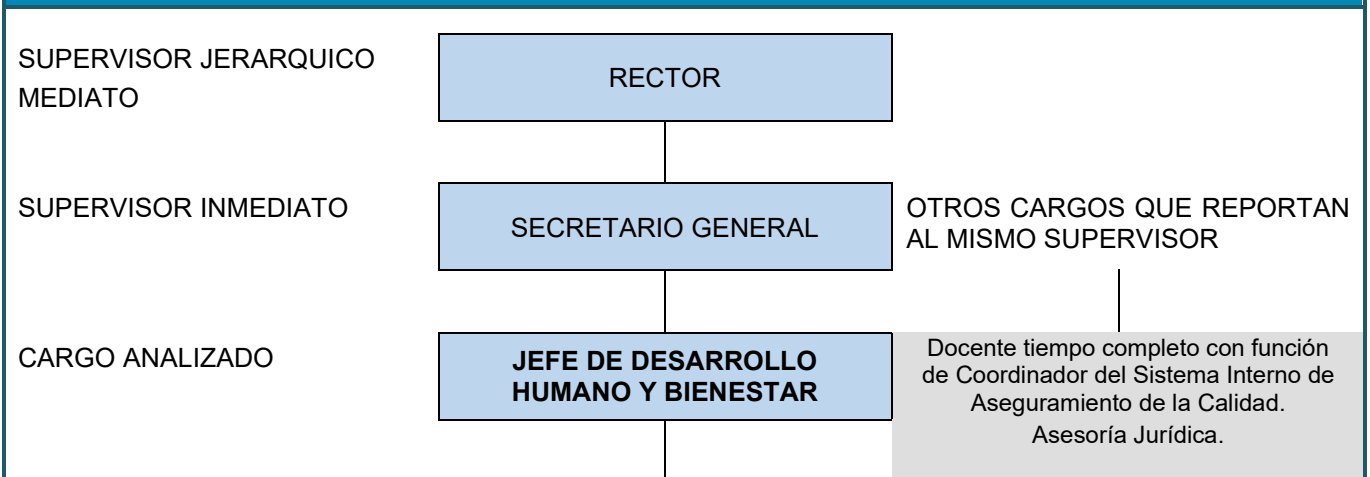 SUPERVISOR JERARQUICO
MEDIATO
RECTOR
SUPERVISOR INMEDIATO
SECRETARIO GENERAL
OTROS CARGOS QUE REPORTAN
AL MISMO SUPERVISOR
CARGO ANALIZADO
JEFE DE DESARROLLO
HUMANO Y BIENESTAR
Docente tiempo completo con función
de Coordinador del Sistema Interno de
Aseguramiento de la Calidad.
Asesoría Jurídica.